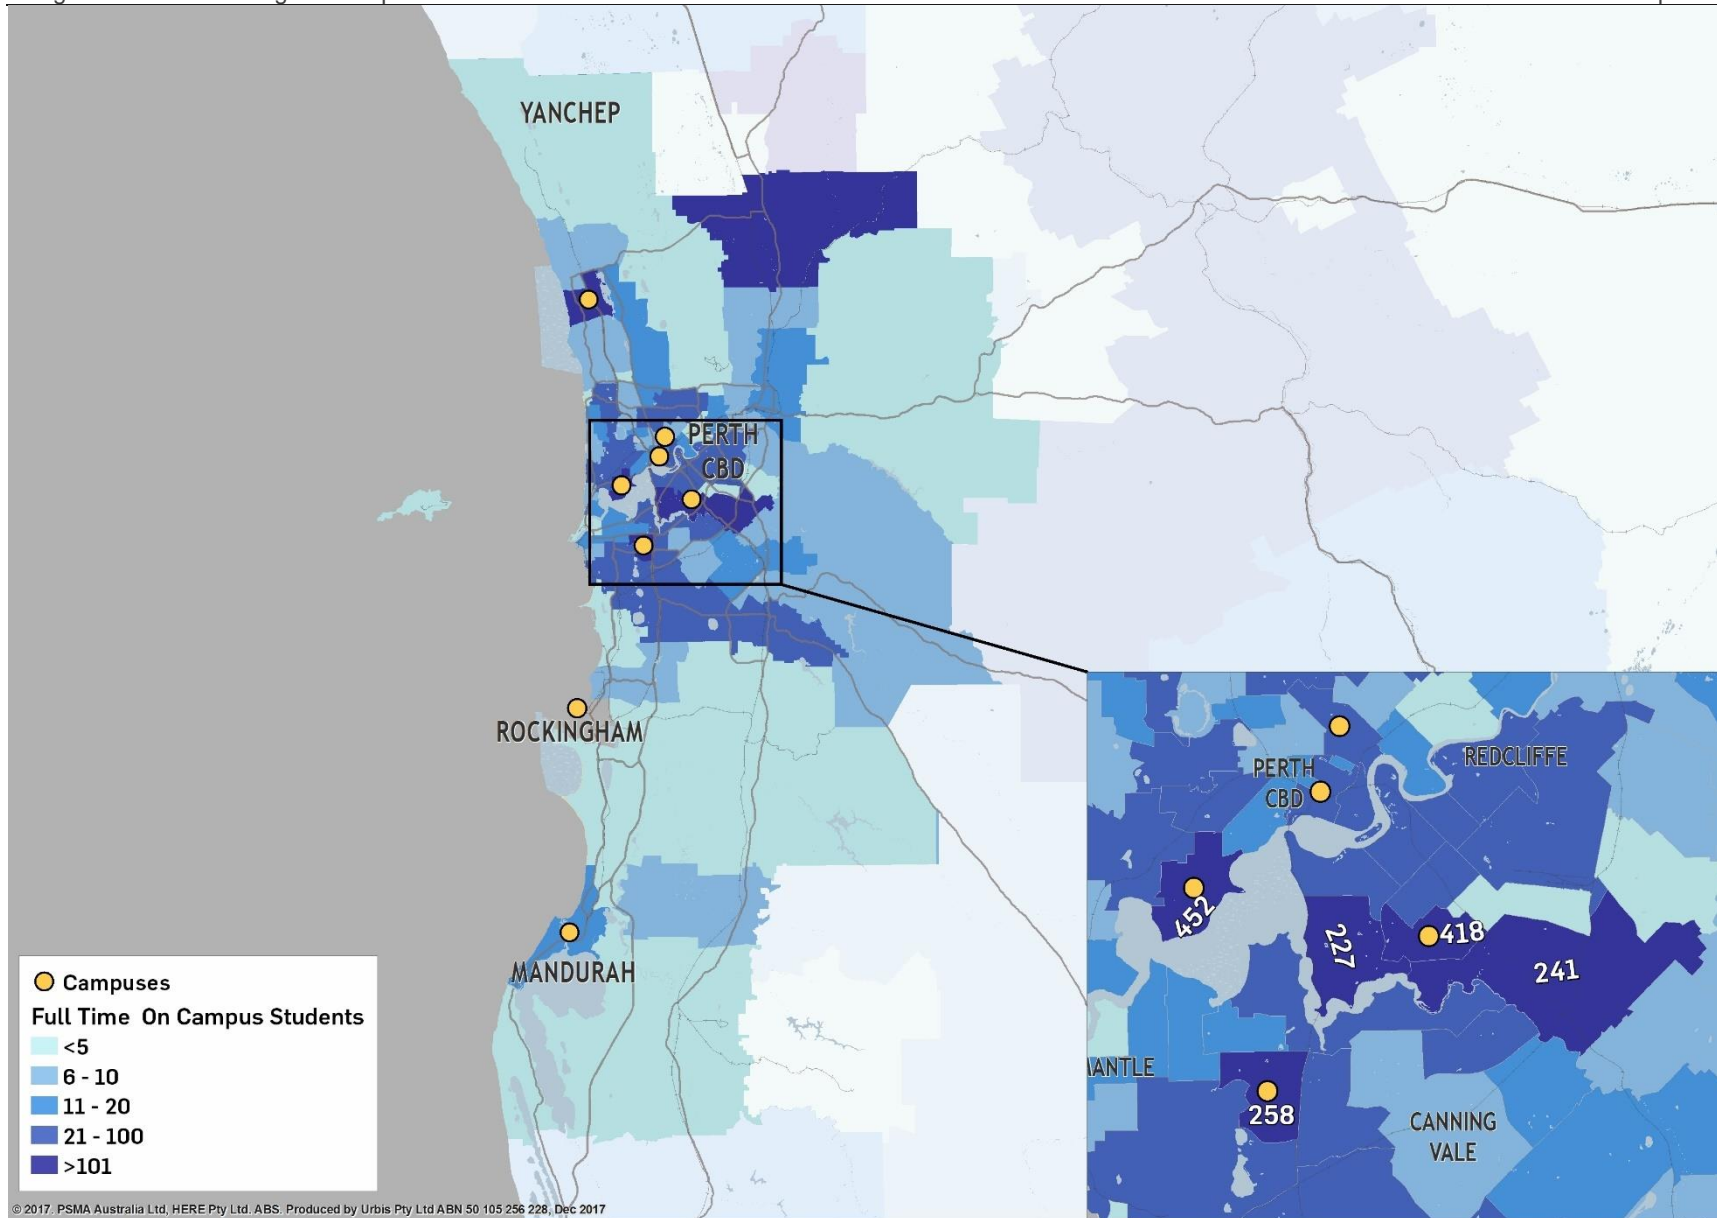 YANCHEP
PERTH
CBD
ROCKINGHAM
MANDURAH
Campuses
Full Time On Campus Students
<5
6 - 10
11 - 20
21 - 100
>101
REDCLIFFE
PERTH
CBD
452
227
418
241
ANTLE
258
CANNING
VALE
© 2017. PSMA Australia Ltd, HERE Pty Ltd. ABS. Produced by Urbis Pty Ltd ABN 50 105 256 228, Dec 2017